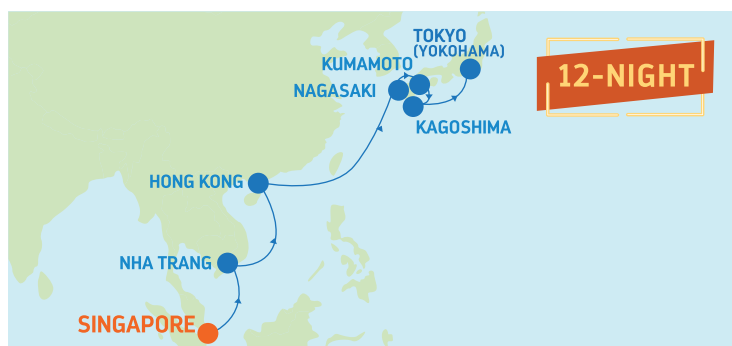 TOKYO
(YOKOHAMA)
12-NIGHT
KUMAMOTO
NAGASAKI
KAGOSHIMA
HONG KONG
NHA TRANG
SINGAPORE